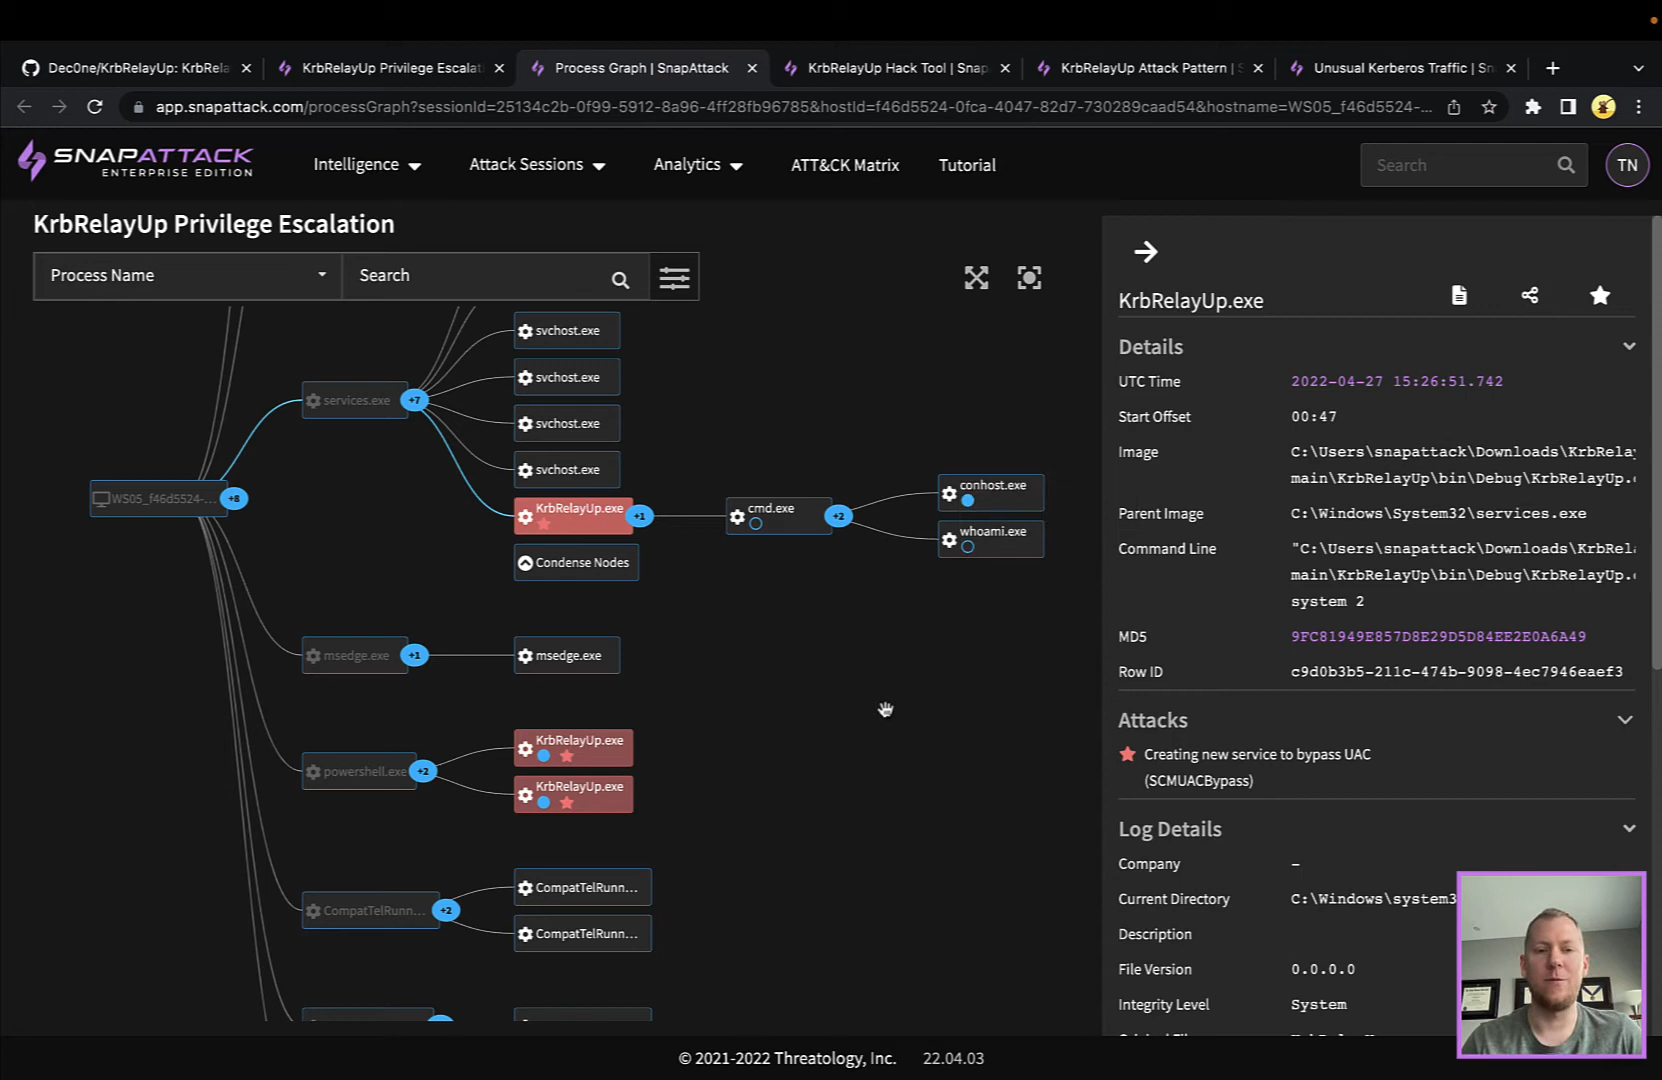 Dec0ne/KrbRelayUp: KrbRela
KrbRelayUp Privilege Escalati
Process Graph | SnapAttack
KrbRelayUp Hack Tool | Snap
KrbRelayUp Attack Pattern | S
Unusual Kerberos Traffic | Sn
app.snapattack.com/processGraph?sessionId=25134c2b-0f99-5912-8a96-4ff28fb96785&hostId=f46d5524-0fca-4047-82d7-730289caad54&hostname=WS05_f46d5524-...
SNAPATTACK
ENTERPRISE EDITION
Intelligence
Attack Sessions
Analytics
ATT&CK Matrix
Tutorial
Search
TN
KrbRelayUp Privilege Escalation
Process Name
Search
svchost.exe
svchost.exe
services.exe
+7
svchost.exe
svchost.exe
WS05_f46d5524-...
+8
KrbRelayUp.exe
+1
cmd.exe
+2
conhost.exe
whoami.exe
Condense Nodes
msedge.exe
+1
msedge.exe
powershell.exe
+2
KrbRelayUp.exe
KrbRelayUp.exe
CompatTelRunn...
+2
CompatTelRunn...
CompatTelRunn...
KrbRelayUp.exe
Details
UTC Time
2022-04-27 15:26:51.742
Start Offset
00:47
Image
C:\Users\snapattack\Downloads\KrbRelay
main\KrbRelayUp\bin\Debug\KrbRelayUp.
Parent Image
C:\Windows\System32\services.exe
Command Line
"C:\Users\snapattack\Downloads\KrbRela
main\KrbRelayUp\bin\Debug\KrbRelayUp.
system 2
MD5
9FC81949E857D8E29D5D84EE2E0A6A49
Row ID
c9d0b3b5-211c-474b-9098-4ec7946eaef3
Attacks
Creating new service to bypass UAC
(SCMUACBypass)
Log Details
Company
–
Current Directory
C:\Windows\system3
Description
File Version
0.0.0.0
Integrity Level
System
© 2021-2022 Threatology, Inc.
22.04.03